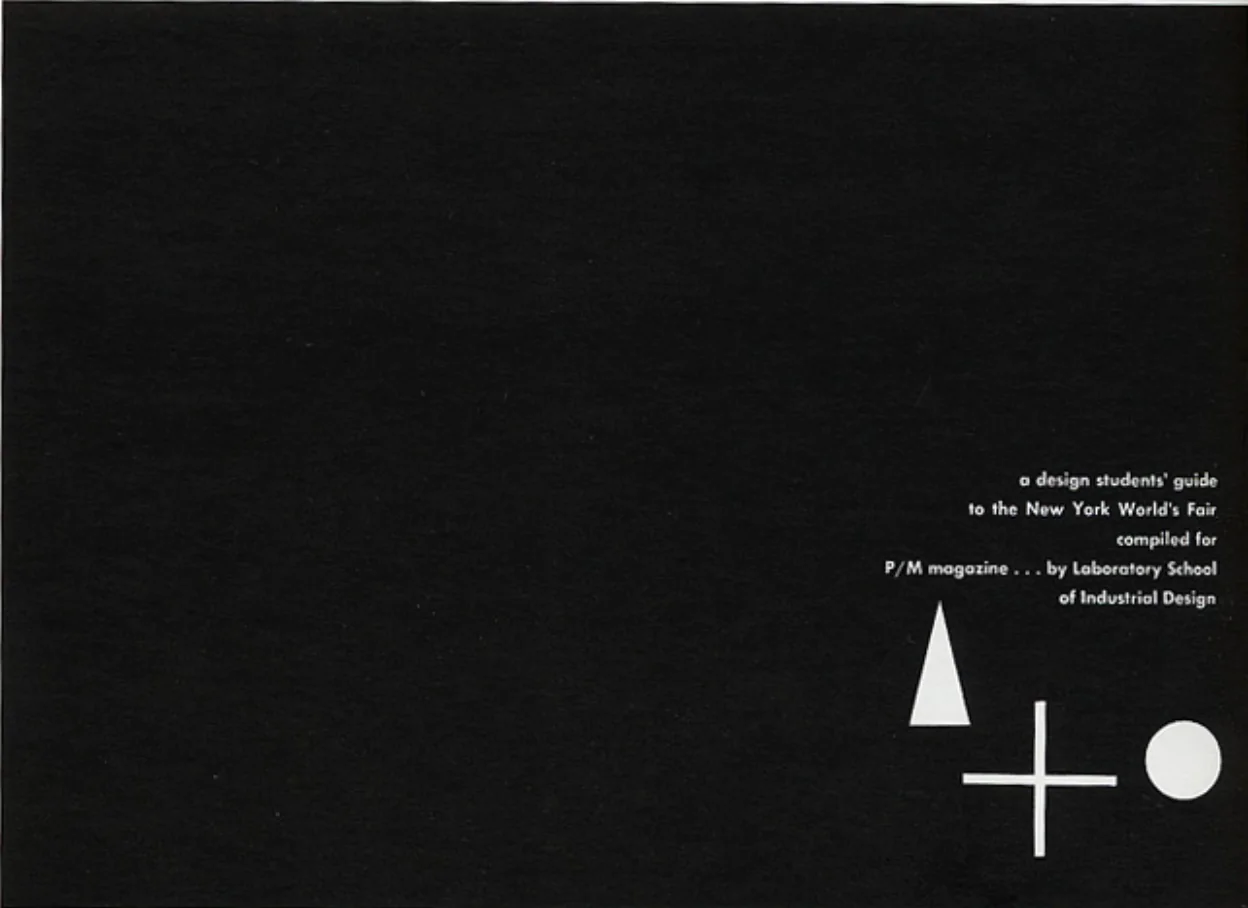 a design students' guide
to the New York World's Fair
compiled for
P/M magazine . . . by Laboratory School
of Industrial Design